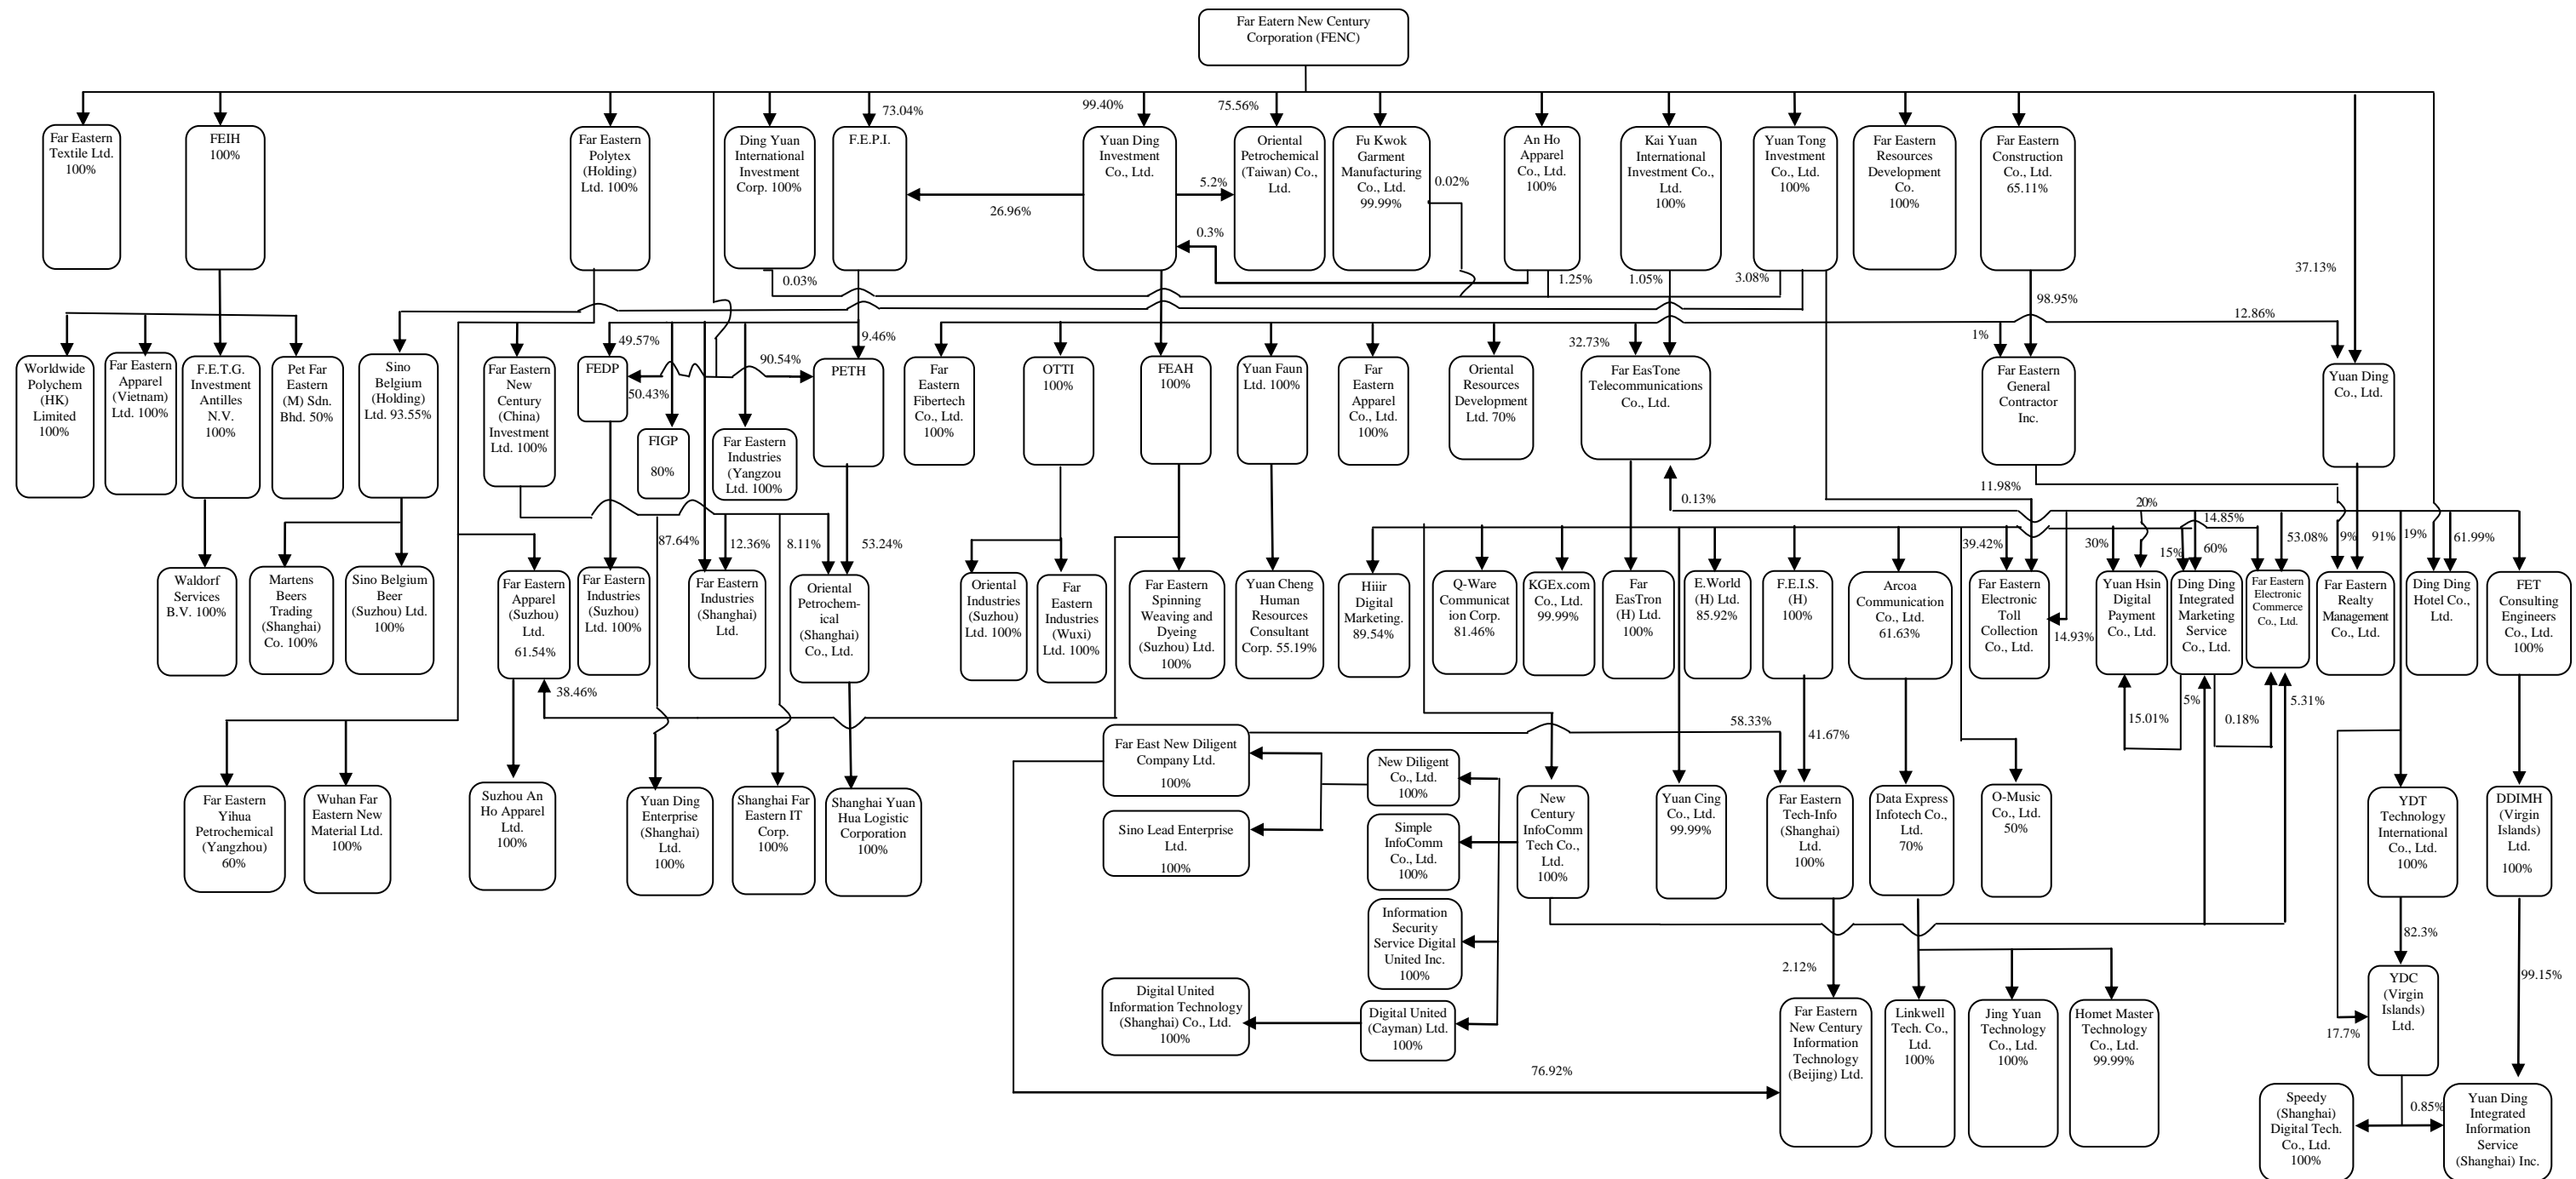 Far Eatern New Century
Corporation (FENC)
73.04%
99.40%
75.56%
Far Eastern
Textile Ltd.
100%
FEIH
100%
Far Eastern
Polytex
(Holding)
Ltd. 100%
Ding Yuan
International
Investment
Corp. 100%
F.E.P.I.
Yuan Ding
Investment
Co., Ltd.
Oriental
Petrochemical
(Taiwan) Co.,
Ltd.
Fu Kwok
Garment
Manufacturing
Co., Ltd.
99.99%
An Ho
Apparel
Co., Ltd.
100%
Kai Yuan
International
Investment Co.,
Ltd.
100%
Yuan Tong
Investment
Co., Ltd.
100%
Far Eastern
Resources
Development
Co.
100%
Far Eastern
Construction
Co., Ltd.
65.11%
26.96%
5.2%
0.02%
0.3%
0.03%
1.25%
1.05%
3.08%
37.13%
98.95%
12.86%
1%
49.57%
9.46%
90.54%
50.43%
32.73%
Worldwide
Polychem
(HK)
Limited
100%
Far Eastern
Apparel
(Vietnam)
Ltd. 100%
F.E.T.G.
Investment
Antilles
N.V.
100%
Pet Far
Eastern
(M) Sdn.
Bhd. 50%
Sino
Belgium
(Holding)
Ltd. 93.55%
Far Eastern
New
Century
(China)
Investment
Ltd. 100%
FEDP
FIGP
80%
Far Eastern
Industries
(Yangzou
Ltd. 100%
PETH
Far
Eastern
Fibertech
Co., Ltd.
100%
OTTI
100%
FEAH
100%
Yuan Faun
Ltd. 100%
Far
Eastern
Apparel
Co., Ltd.
100%
Oriental
Resources
Development
Ltd. 70%
Far EasTone
Telecommunications
Co., Ltd.
Far Eastern
General
Contractor
Inc.
Yuan Ding
Co., Ltd.
87.64%
12.36%
8.11%
53.24%
0.13%
11.98%
20%
39.42%
14.93%
30%
15%
14.85%
60%
53.08%
9%
91%
19%
61.99%
Waldorf
Services
B.V. 100%
Martens
Beers
Trading
(Shanghai)
Co. 100%
Sino Belgium
Beer
(Suzhou) Ltd.
100%
Far Eastern
Apparel
(Suzhou)
Ltd.
61.54%
Far Eastern
Industries
(Suzhou)
Ltd. 100%
Far Eastern
Industries
(Shanghai)
Ltd.
Oriental
Petrochem-
ical
(Shanghai)
Co., Ltd.
Oriental
Industries
(Suzhou)
Ltd. 100%
Far
Eastern
Industries
(Wuxi)
Ltd. 100%
Far Eastern
Spinning
Weaving and
Dyeing
(Suzhou) Ltd.
100%
Yuan Cheng
Human
Resources
Consultant
Corp. 55.19%
Hiiir
Digital
Marketing.
89.54%
Q-Ware
Communicat
ion Corp.
81.46%
KGEx.com
Co., Ltd.
99.99%
Far
EasTron
(H) Ltd.
100%
E.World
(H) Ltd.
85.92%
F.E.I.S.
(H)
100%
Arcoa
Communication
Co., Ltd.
61.63%
Far Eastern
Electronic
Toll
Collection
Co., Ltd.
Yuan Hsin
Digital
Payment
Co., Ltd.
Ding Ding
Integrated
Marketing
Service
Co., Ltd.
Far Eastern
Electronic
Commerce
Co., Ltd.
Far Eastern
Realty
Management
Co., Ltd.
Ding Ding
Hotel Co.,
Ltd.
FET
Consulting
Engineers
Co., Ltd.
100%
38.46%
58.33%
41.67%
15.01%
5%
0.18%
5.31%
Far Eastern
Yihua
Petrochemical
(Yangzhou)
60%
Wuhan Far
Eastern New
Material Ltd.
100%
Suzhou An
Ho Apparel
Ltd.
100%
Yuan Ding
Enterprise
(Shanghai)
Ltd.
100%
Shanghai Far
Eastern IT
Corp.
100%
Shanghai Yuan
Hua Logistic
Corporation
100%
Far East New Diligent
Company Ltd.
100%
Sino Lead Enterprise
Ltd.
100%
New Diligent
Co., Ltd.
100%
Simple
InfoComm
Co., Ltd.
100%
Information
Security
Service Digital
United Inc.
100%
Digital United
(Cayman) Ltd.
100%
Digital United
Information Technology
(Shanghai) Co., Ltd.
100%
New
Century
InfoComm
Tech Co.,
Ltd.
100%
Yuan Cing
Co., Ltd.
99.99%
Far Eastern
Tech-Info
(Shanghai)
Ltd.
100%
Data Express
Infotech Co.,
Ltd.
70%
O-Music
Co., Ltd.
50%
YDT
Technology
International
Co., Ltd.
100%
DDIMH
(Virgin
Islands)
Ltd.
100%
82.3%
99.15%
17.7%
2.12%
76.92%
Far Eastern
New Century
Information
Technology
(Beijing) Ltd.
Linkwell
Tech. Co.,
Ltd.
100%
Jing Yuan
Technology
Co., Ltd.
100%
Homet Master
Technology
Co., Ltd.
99.99%
YDC
(Virgin
Islands)
Ltd.
0.85%
Speedy
(Shanghai)
Digital Tech.
Co., Ltd.
100%
Yuan Ding
Integrated
Information
Service
(Shanghai) Inc.